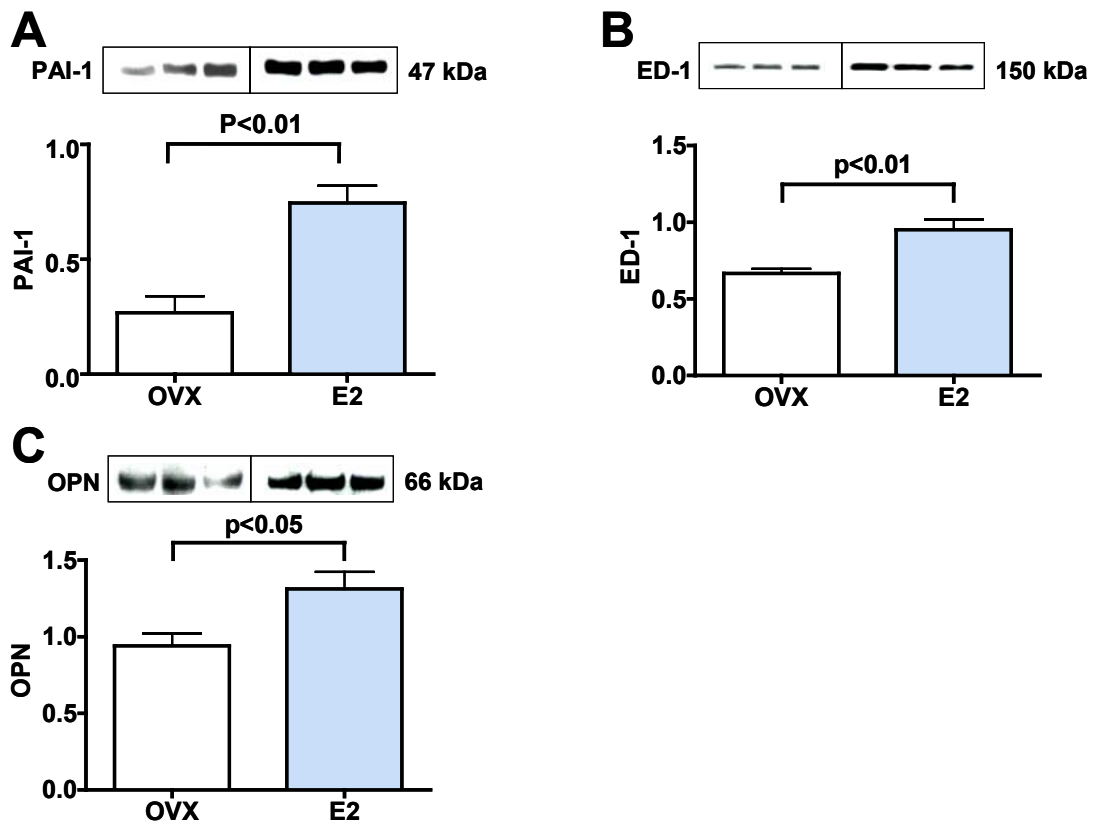 A
PAI-1
47 kDa
P<0.01
1.0
0.5
0.0
PAI-1
OVX
E2
B
ED-1
150 kDa
p<0.01
1.5
1.0
0.5
0.0
ED-1
OVX
E2
C
OPN
66 kDa
p<0.05
1.5
1.0
0.5
0.0
OPN
OVX
E2